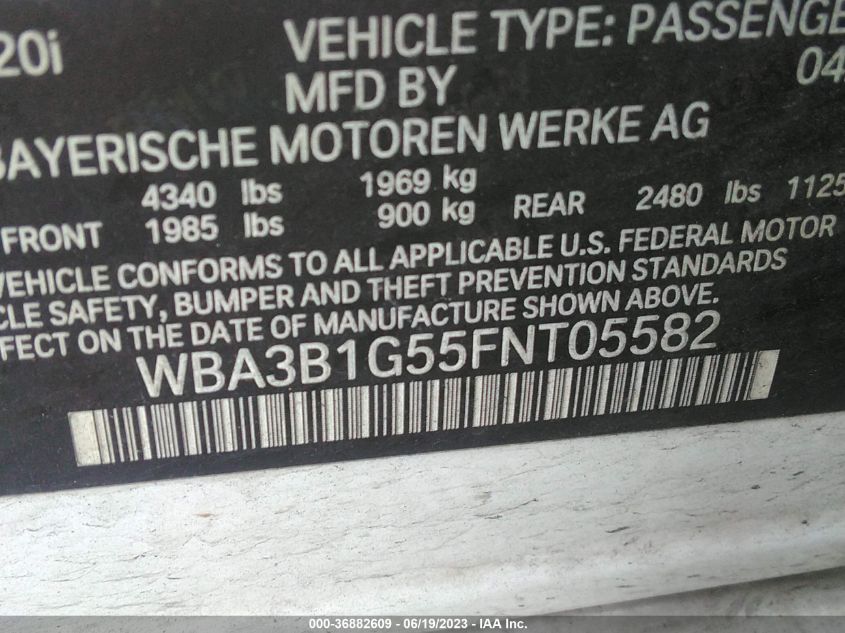 20i VEHICLE TYPE: PASSENGE
MFD BY 04
BAYERISCHE MOTOREN WERKE AG
4340 lbs 1969 kg
FRONT 1985 lbs 900 kg REAR 2480 lbs 1125
VEHICLE CONFORMS TO ALL APPLICABLE U.S. FEDERAL MOTOR
CLE SAFETY, BUMPER AND THEFT PREVENTION STANDARDS
FFECT ON THE DATE OF MANUFACTURE SHOWN ABOVE.
WBA3B1G55FNT05582
000-36882609 - 06/19/2023 - IAA Inc.